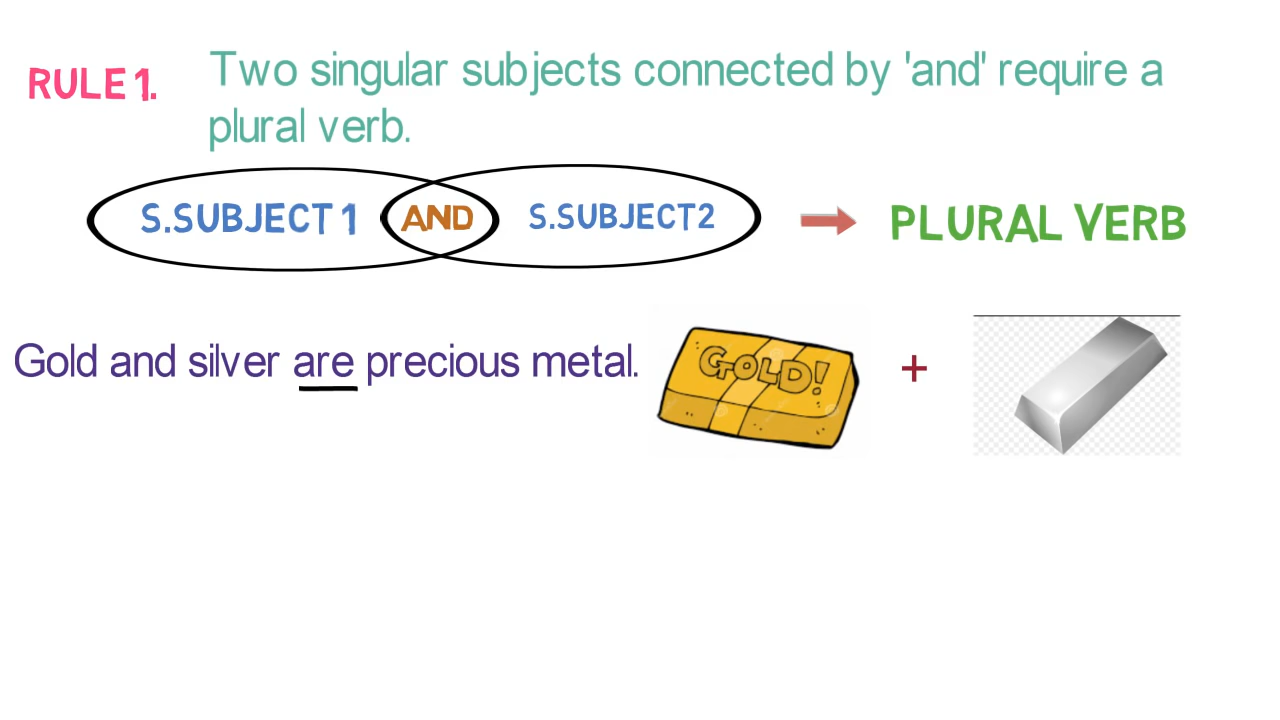 RULE 1.
Two singular subjects connected by 'and' require a
plural verb.
S.SUBJECT 1 AND S.SUBJECT2 PLURAL VERB
Gold and silver are precious metal.
GOLD!
+